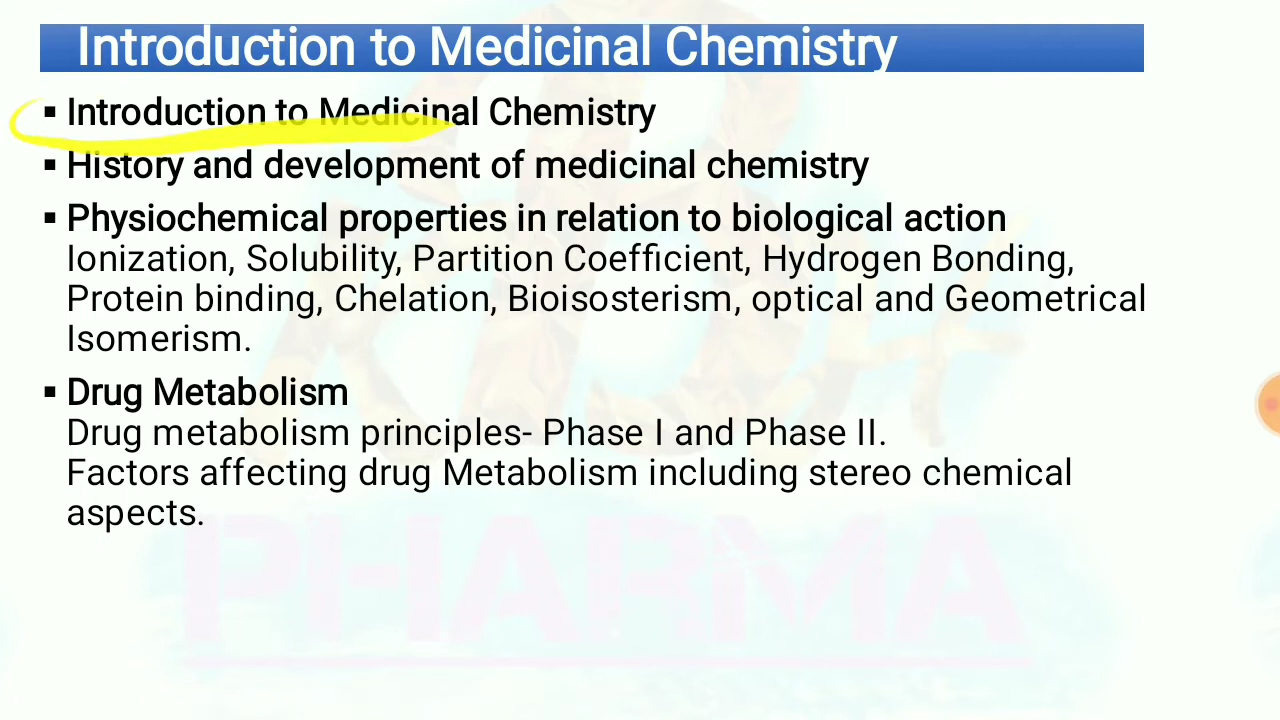 Introduction to Medicinal Chemistry
▪ Introduction to Medicinal Chemistry
▪ History and development of medicinal chemistry
▪ Physiochemical properties in relation to biological action
Ionization, Solubility, Partition Coefficient, Hydrogen Bonding,
Protein binding, Chelation, Bioisosterism, optical and Geometrical
Isomerism.
▪ Drug Metabolism
Drug metabolism principles- Phase I and Phase II.
Factors affecting drug Metabolism including stereo chemical
aspects.
PHARMA